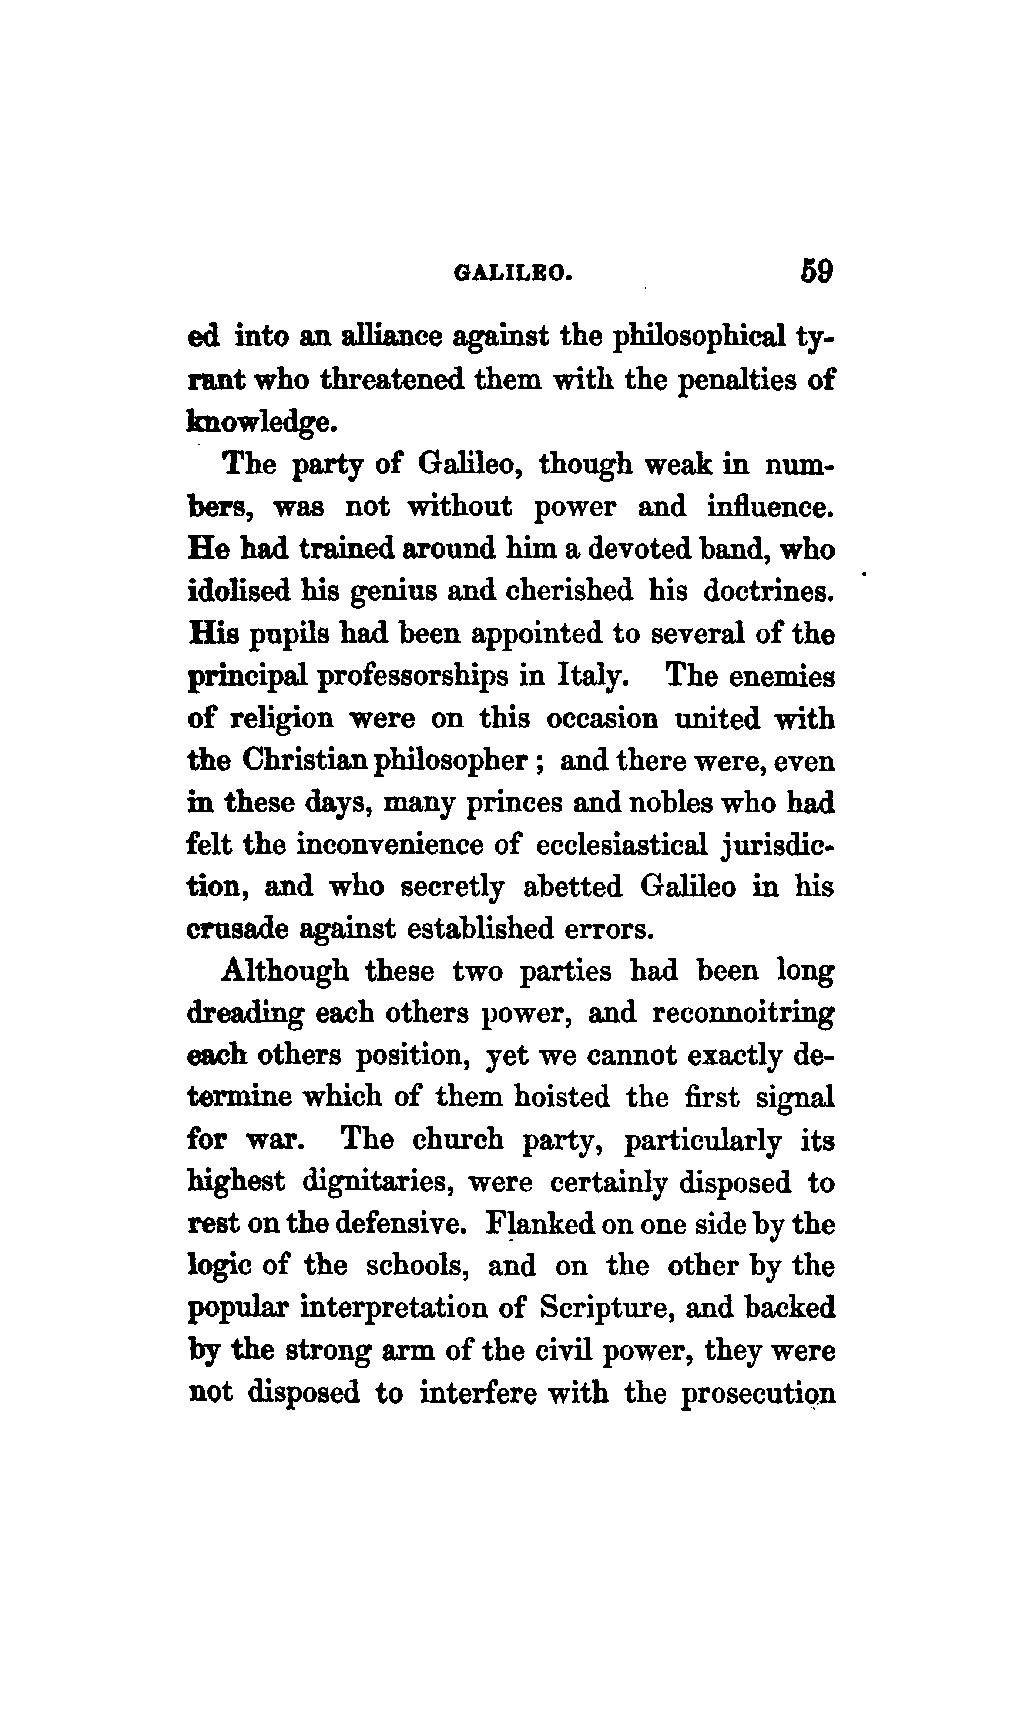 GALILEO. 59
ed into an alliance against the philosophical ty-
rant who threatened them with the penalties of
knowledge.
The party of Galileo, though weak in num-
bers, was not without power and influence.
He had trained around him a devoted band, who
idolised his genius and cherished his doctrines.
His pupils had been appointed to several of the
principal professorships in Italy. The enemies
of religion were on this occasion united with
the Christian philosopher ; and there were, even
in these days, many princes and nobles who had
felt the inconvenience of ecclesiastical jurisdic-
tion, and who secretly abetted Galileo in his
crusade against established errors.
Although these two parties had been long
dreading each others power, and reconnoitring
each others position, yet we cannot exactly de-
termine which of them hoisted the first signal
for war. The church party, particularly its
highest dignitaries, were certainly disposed to
rest on the defensive. Flanked on one side by the
logic of the schools, and on the other by the
popular interpretation of Scripture, and backed
by the strong arm of the civil power, they were
not disposed to interfere with the prosecution